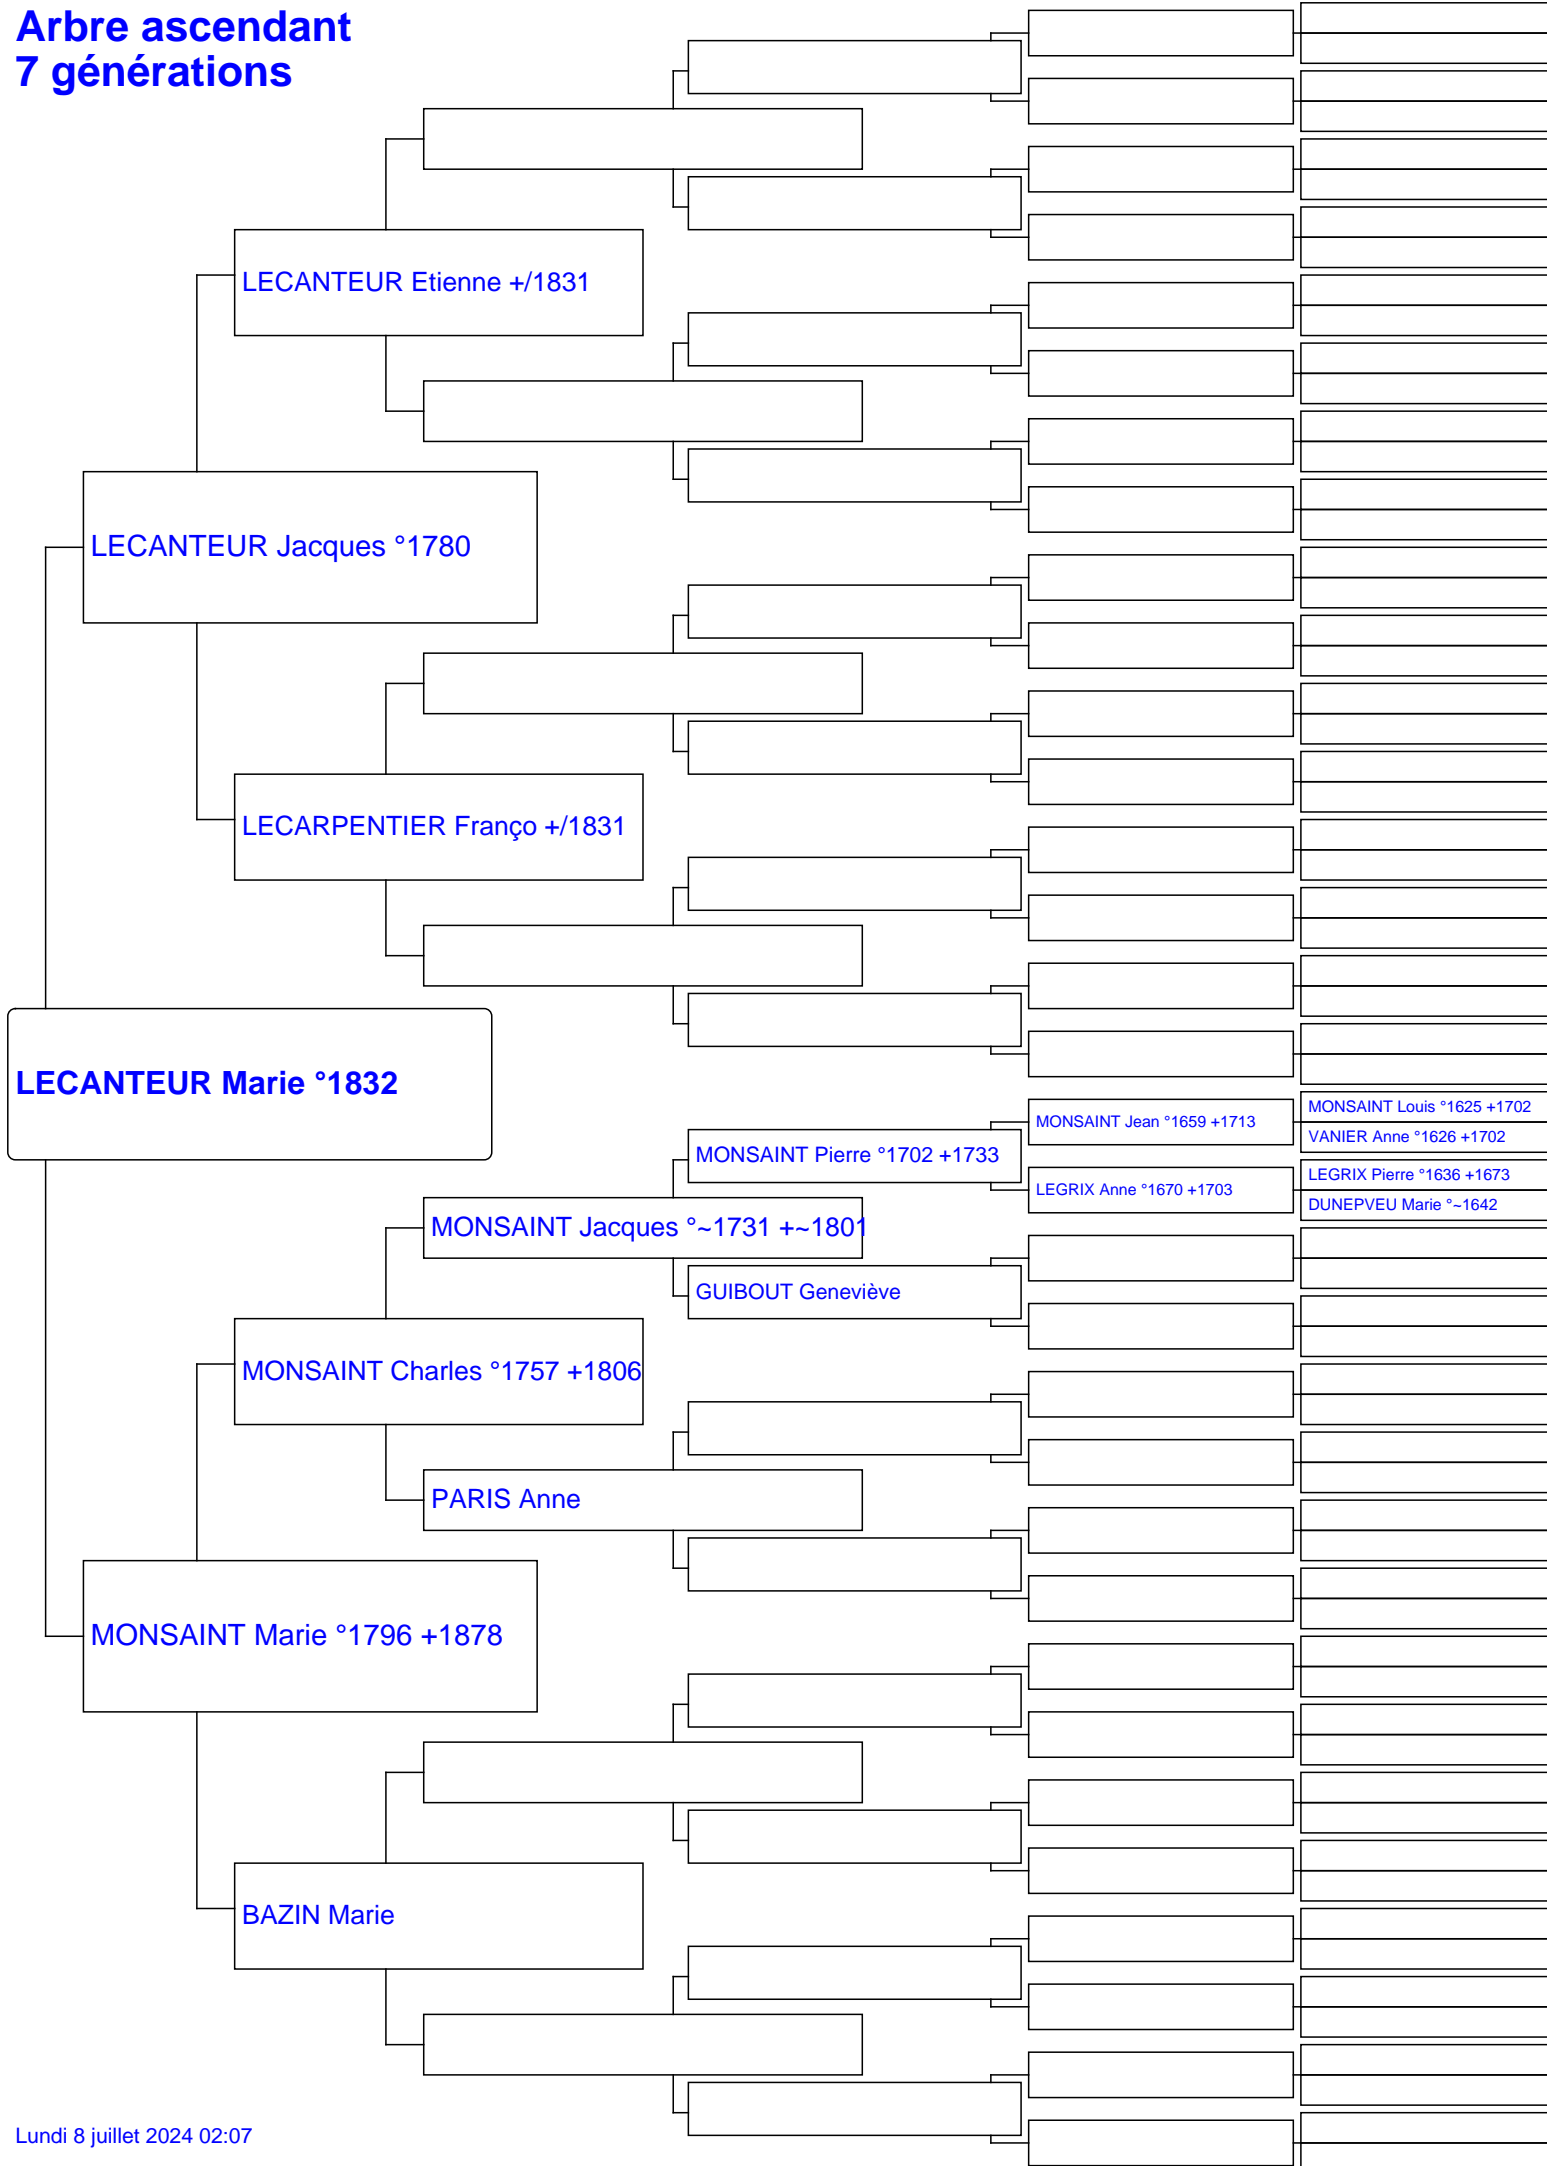 Arbre ascendant
7 générations
LECANTEUR Etienne +/1831
LECANTEUR Jacques °1780
LECARPENTIER Franço +/1831
LECANTEUR Marie °1832
MONSAINT Louis °1625 +1702
MONSAINT Jean °1659 +1713
VANIER Anne °1626 +1702
MONSAINT Pierre °1702 +1733
LEGRIX Pierre °1636 +1673
LEGRIX Anne °1670 +1703
DUNEPVEU Marie °~1642
MONSAINT Jacques °~1731 +~1801
GUIBOUT Geneviève
MONSAINT Charles °1757 +1806
PARIS Anne
MONSAINT Marie °1796 +1878
BAZIN Marie
Lundi 8 juillet 2024 02:07